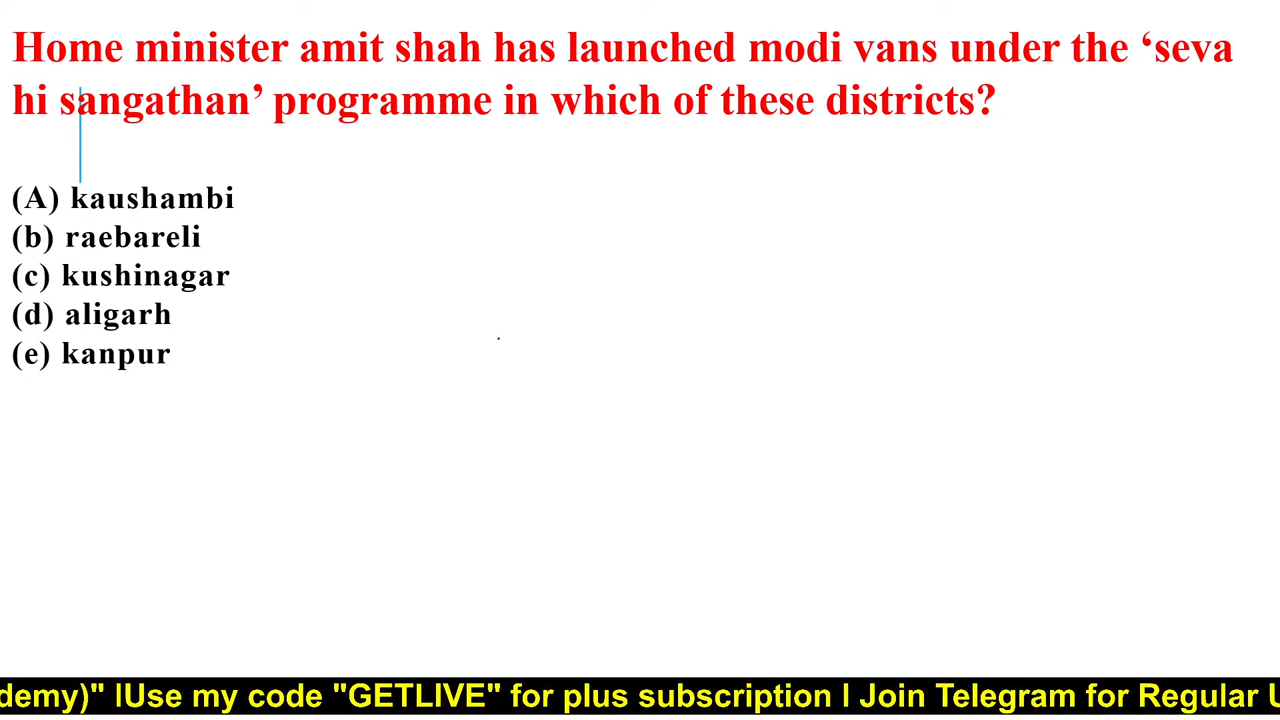 Home minister amit shah has launched modi vans under the ‘seva
hi sangathan’ programme in which of these districts?
(A) kaushambi
(b) raebareli
(c) kushinagar
(d) aligarh
(e) kanpur
demy)" lUse my code "GETLIVE" for plus subscription l Join Telegram for Regular U